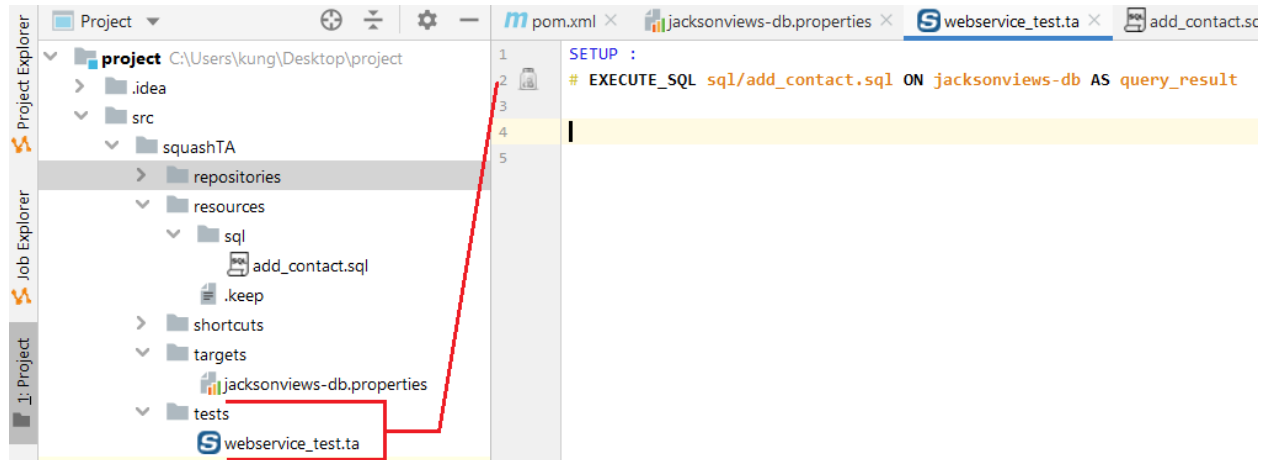 Project Explorer
Job Explorer
1: Project
Project
project C:\Users\kung\Desktop\project
.idea
src
squashTA
repositories
resources
sql
add_contact.sql
.keep
shortcuts
targets
jacksonviews-db.properties
tests
webservice_test.ta
m pom.xml × jacksonviews-db.properties × S webservice_test.ta × SQL add_contact.sq
1 SETUP :
2 # EXECUTE_SQL sql/add_contact.sql ON jacksonviews-db AS query_result
3
4
5